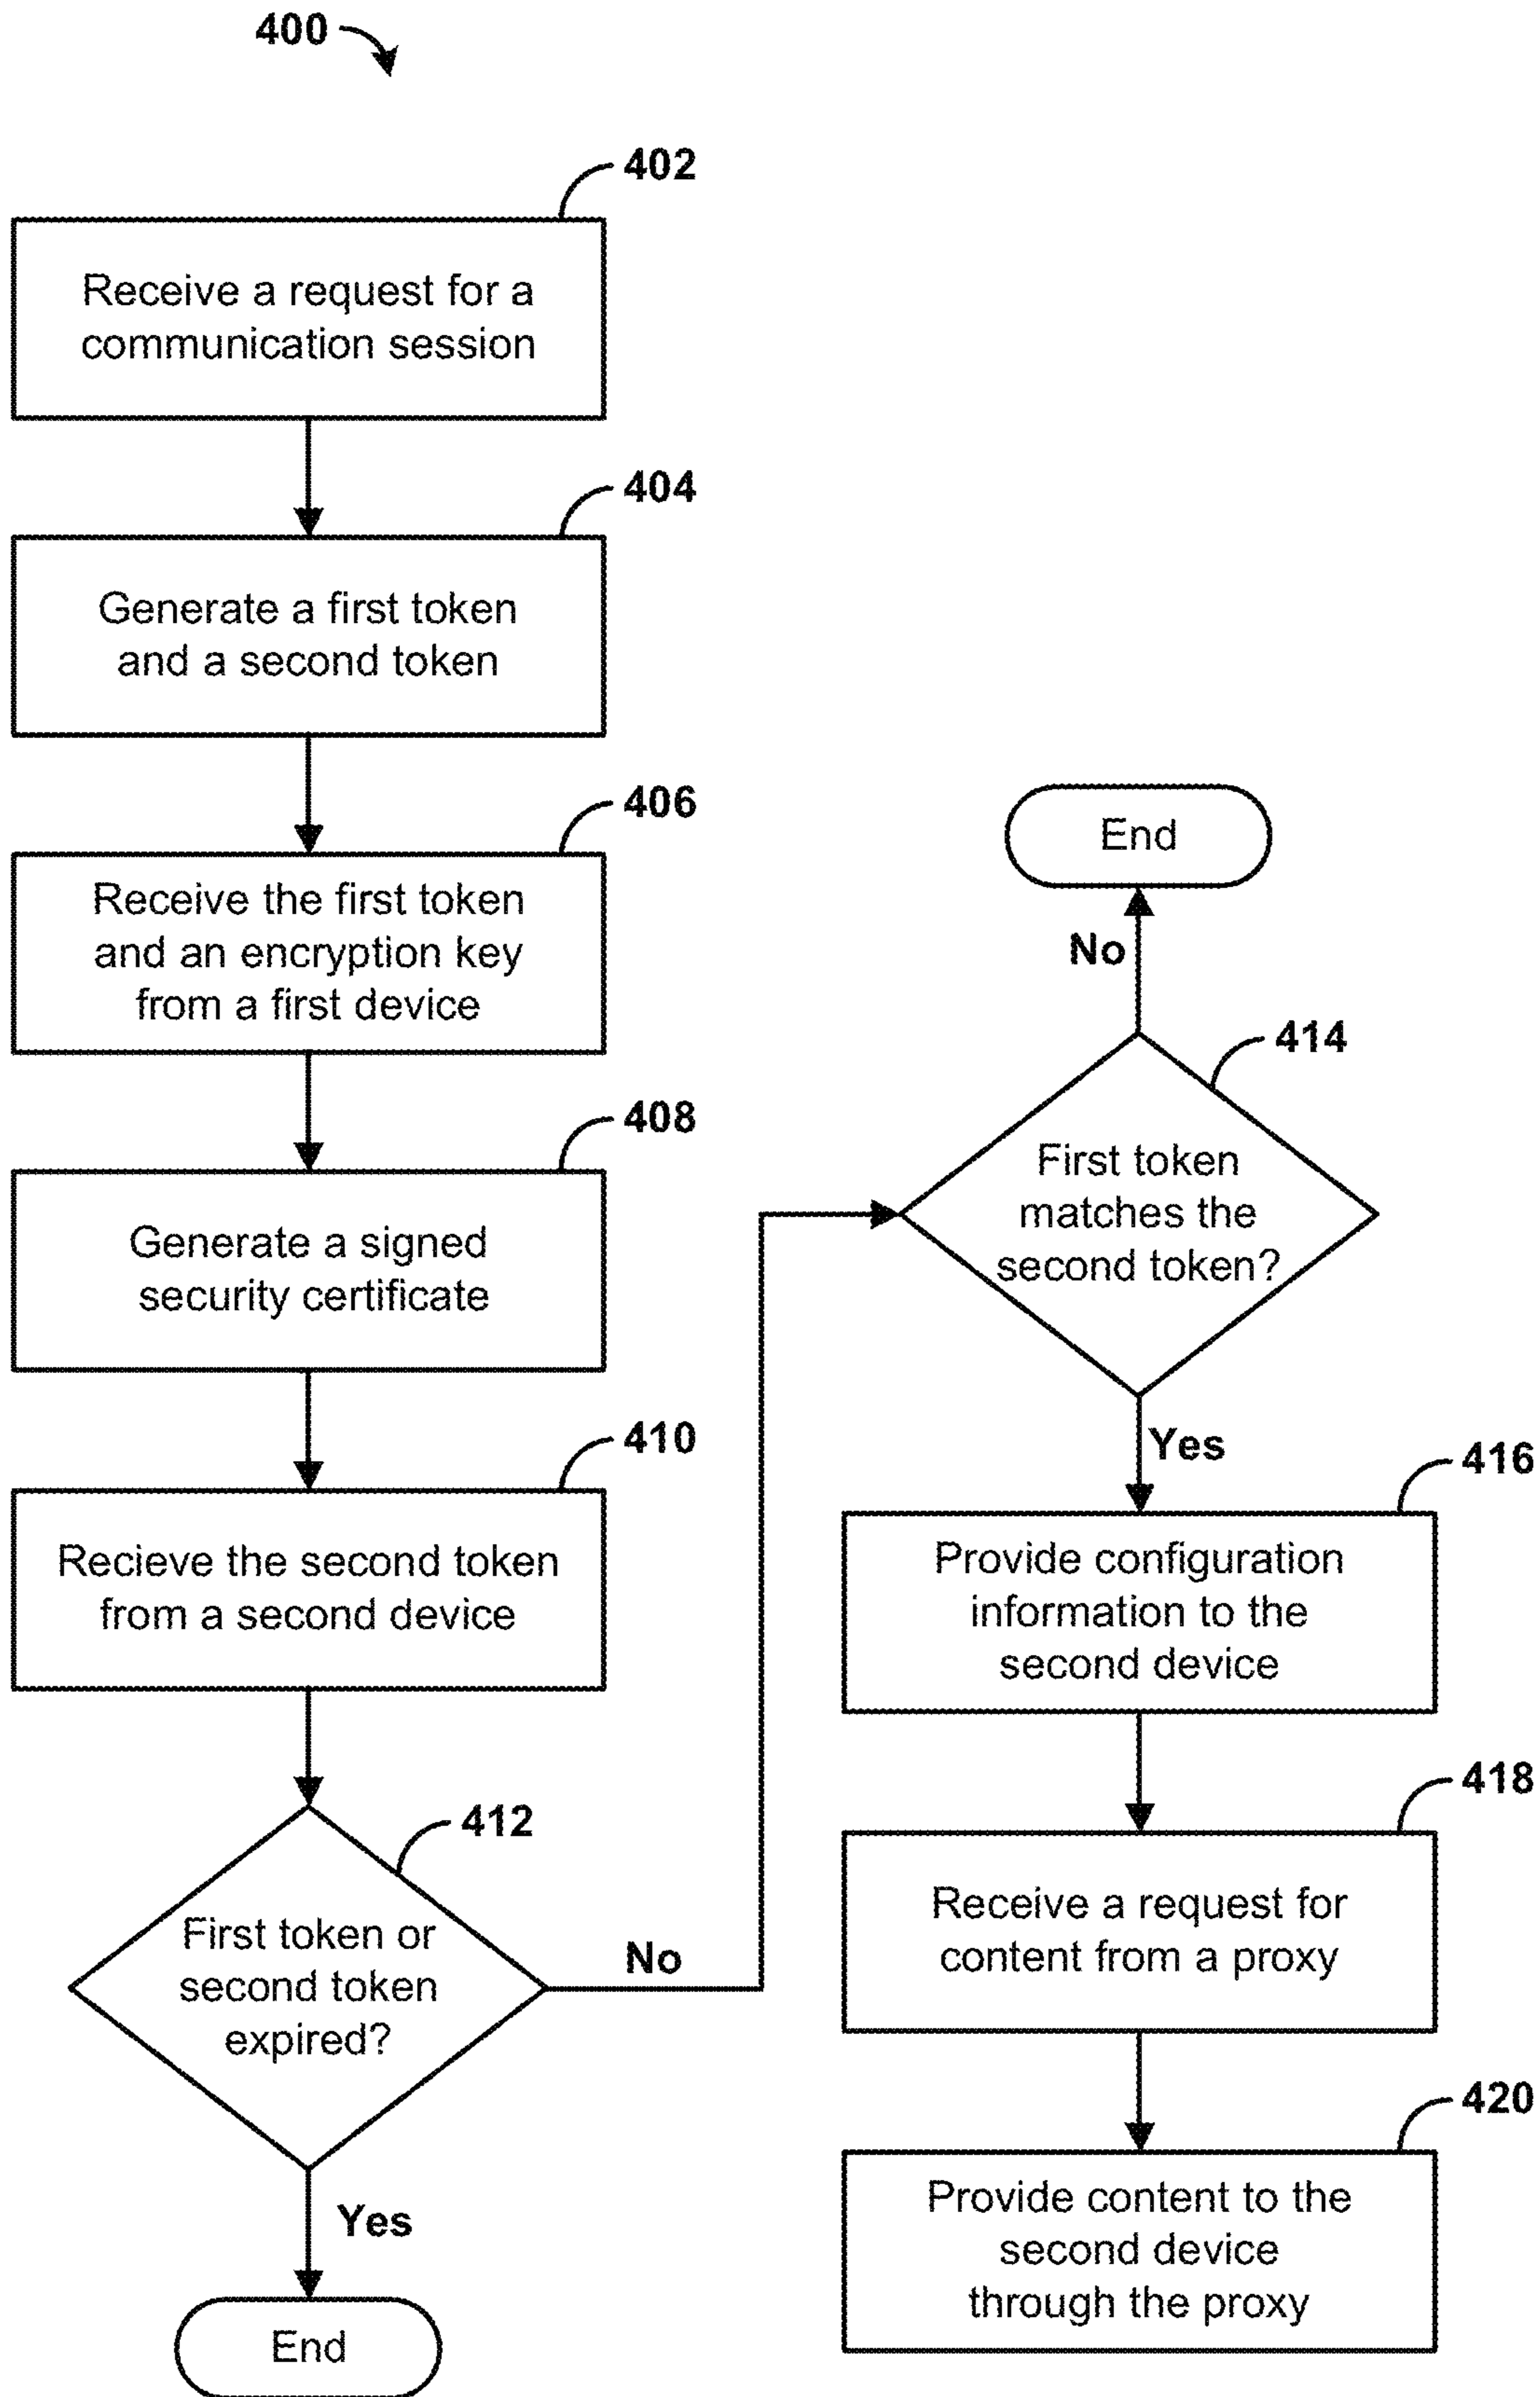 400
402
Receive a request for a
communication session
404
Generate a first token
and a second token
406
Receive the first token
and an encryption key
from a first device
408
Generate a signed
security certificate
410
Recieve the second token
from a second device
412
First token or
second token
expired?
No
Yes
End
End
No
414
First token
matches the
second token?
Yes
416
Provide configuration
information to the
second device
418
Receive a request for
content from a proxy
420
Provide content to the
second device
through the proxy